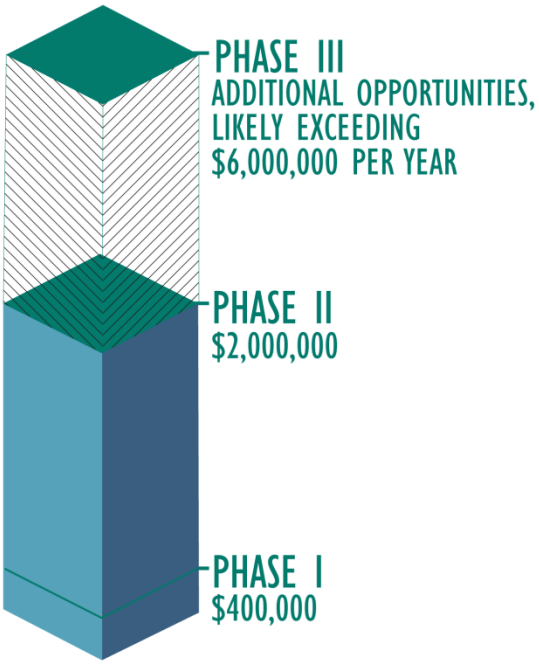 PHASE III
ADDITIONAL OPPORTUNITIES,
LIKELY EXCEEDING
$6,000,000 PER YEAR
PHASE II
$2,000,000
PHASE I
$400,000